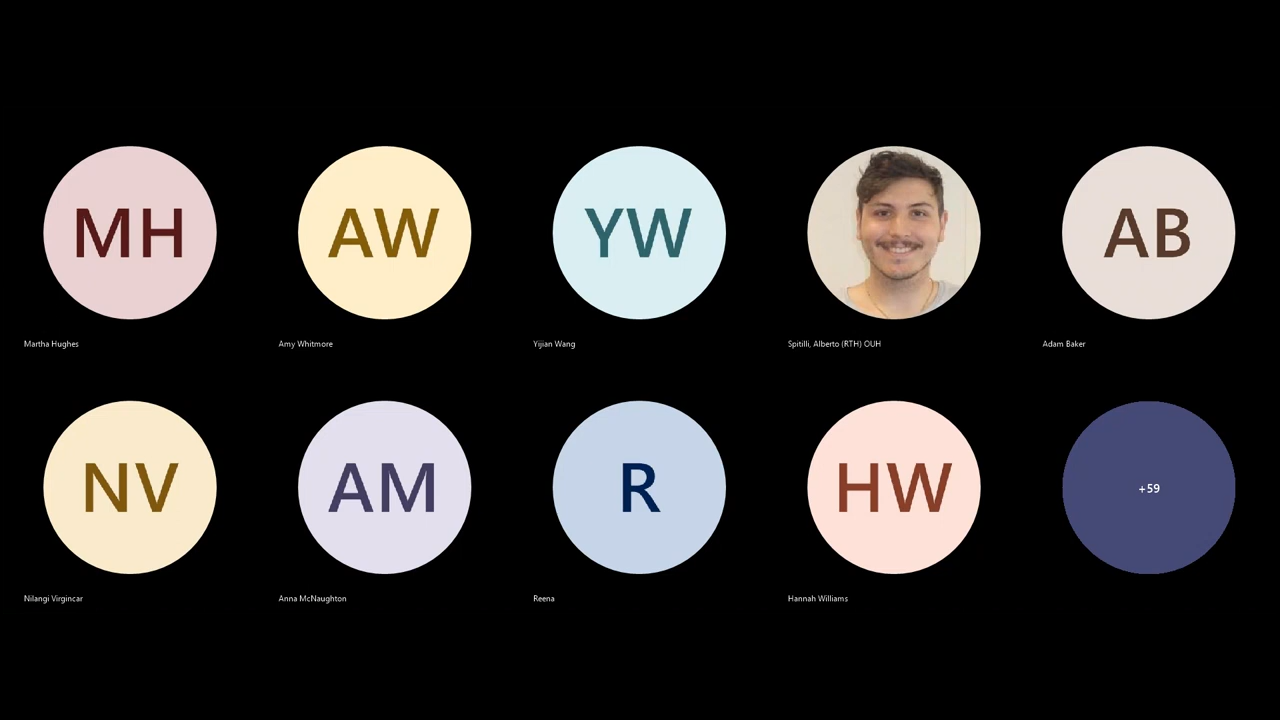 MH
AW
YW
AB
Martha Hughes
Amy Whitmore
Yijian Wang
Spitilli, Alberto (RTH) OUH
Adam Baker
NV
AM
R
HW
+59
Nilangi Virgincar
Anna McNaughton
Reena
Hannah Williams